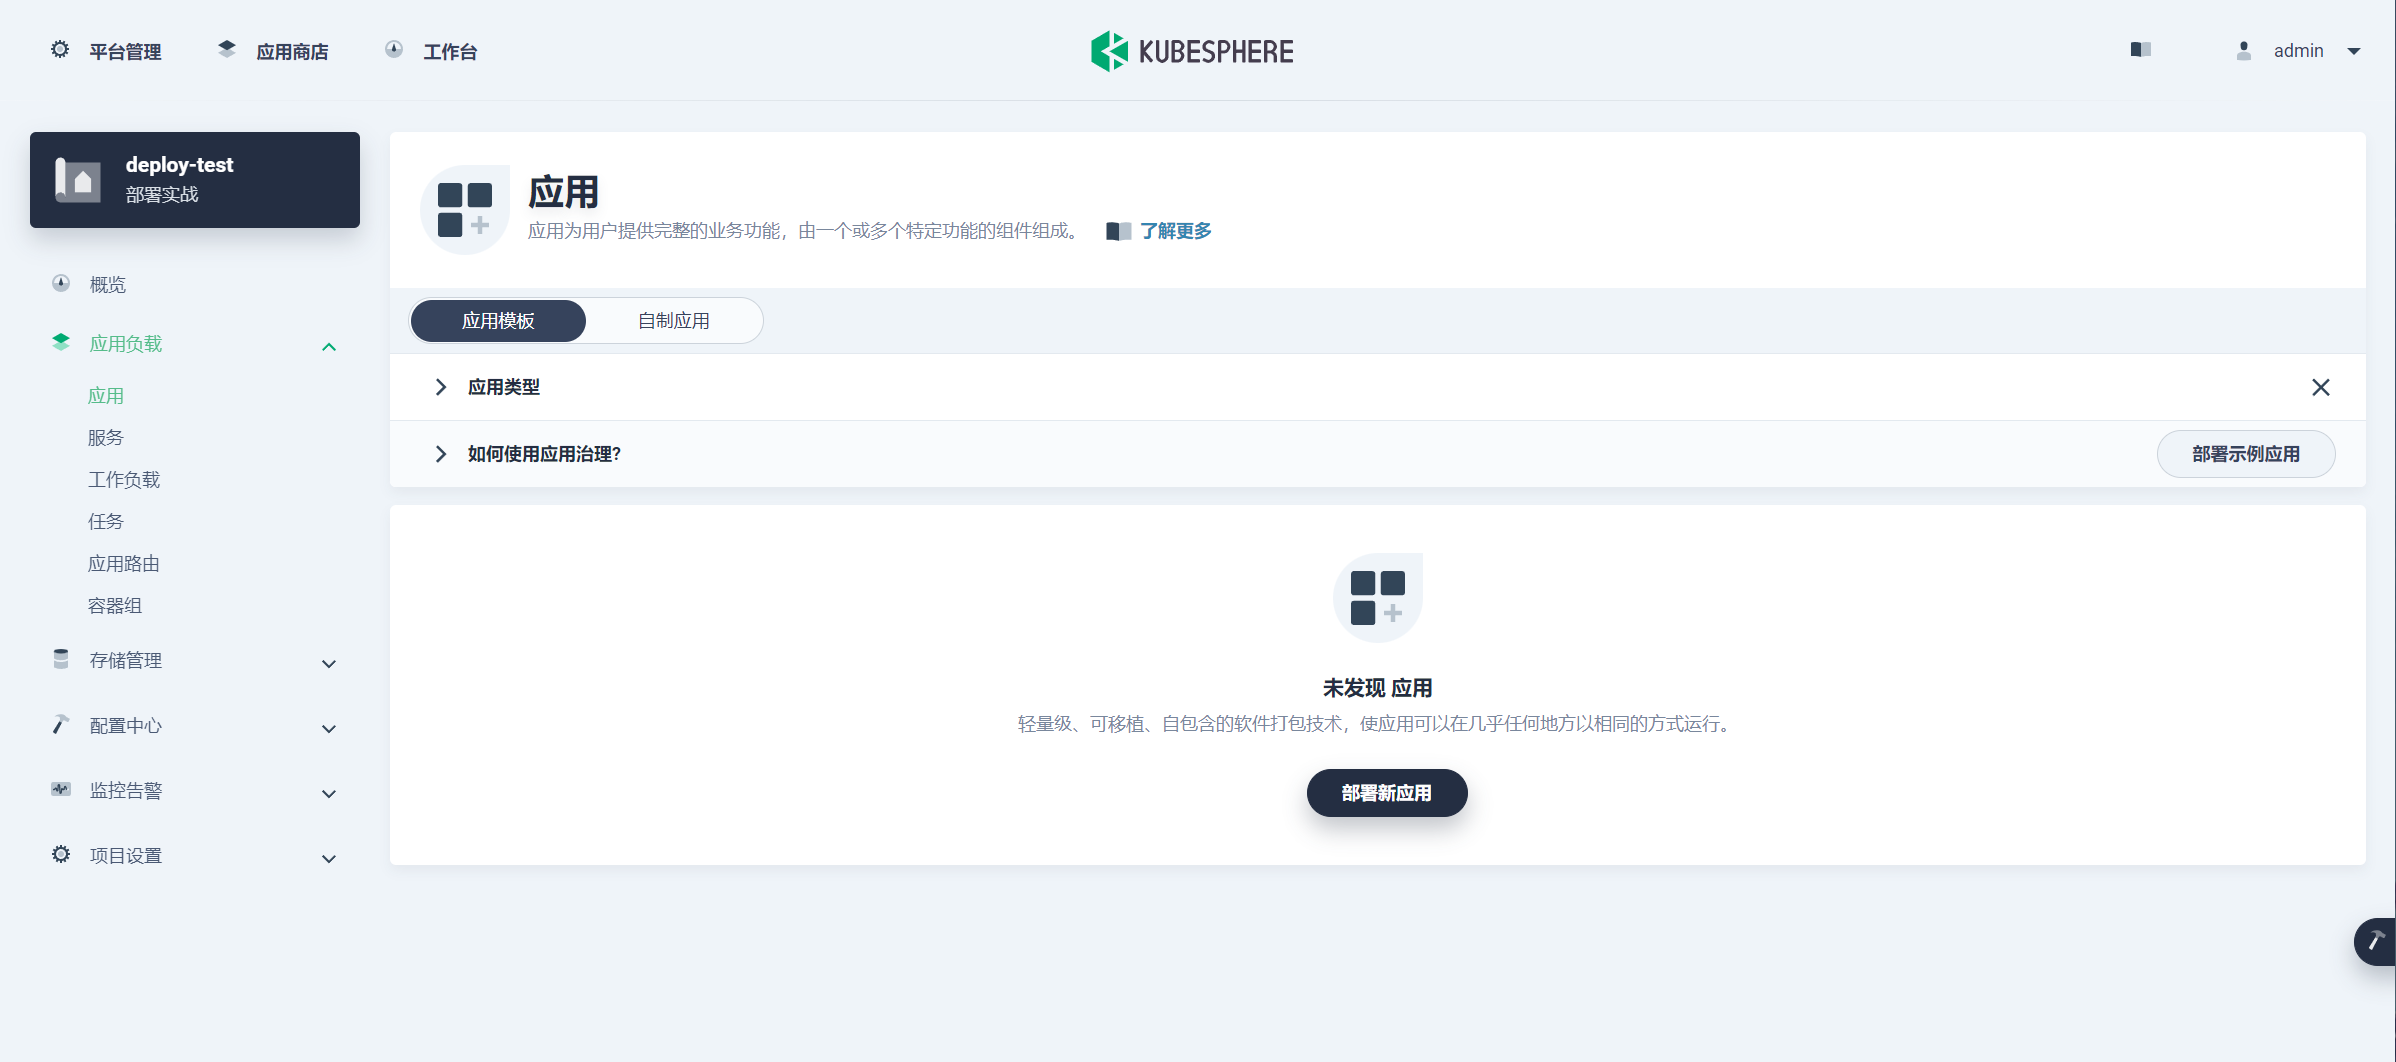 平台管理
应用商店
工作台
KUBESPHERE
admin
deploy-test
部署实战
概览
应用负载
应用
服务
工作负载
任务
应用路由
容器组
存储管理
配置中心
监控告警
项目设置
应用
应用为用户提供完整的业务功能，由一个或多个特定功能的组件组成。 了解更多
应用模板 自制应用
应用类型
如何使用应用治理？ 部署示例应用
未发现 应用
轻量级、可移植、自包含的软件打包技术，使应用可以在几乎任何地方以相同的方式运行。
部署新应用